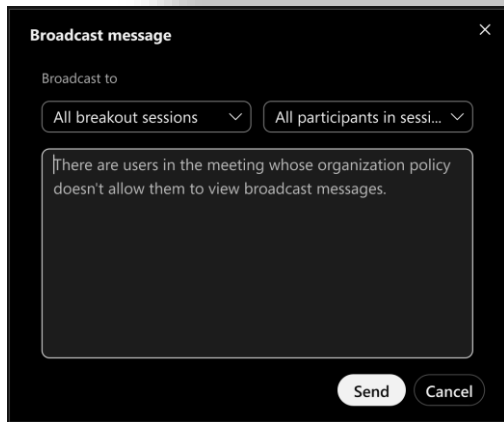 Broadcast message
Broadcast to
All breakout sessions
All participants in sessi...
There are users in the meeting whose organization policy
doesn't allow them to view broadcast messages.
Send
Cancel